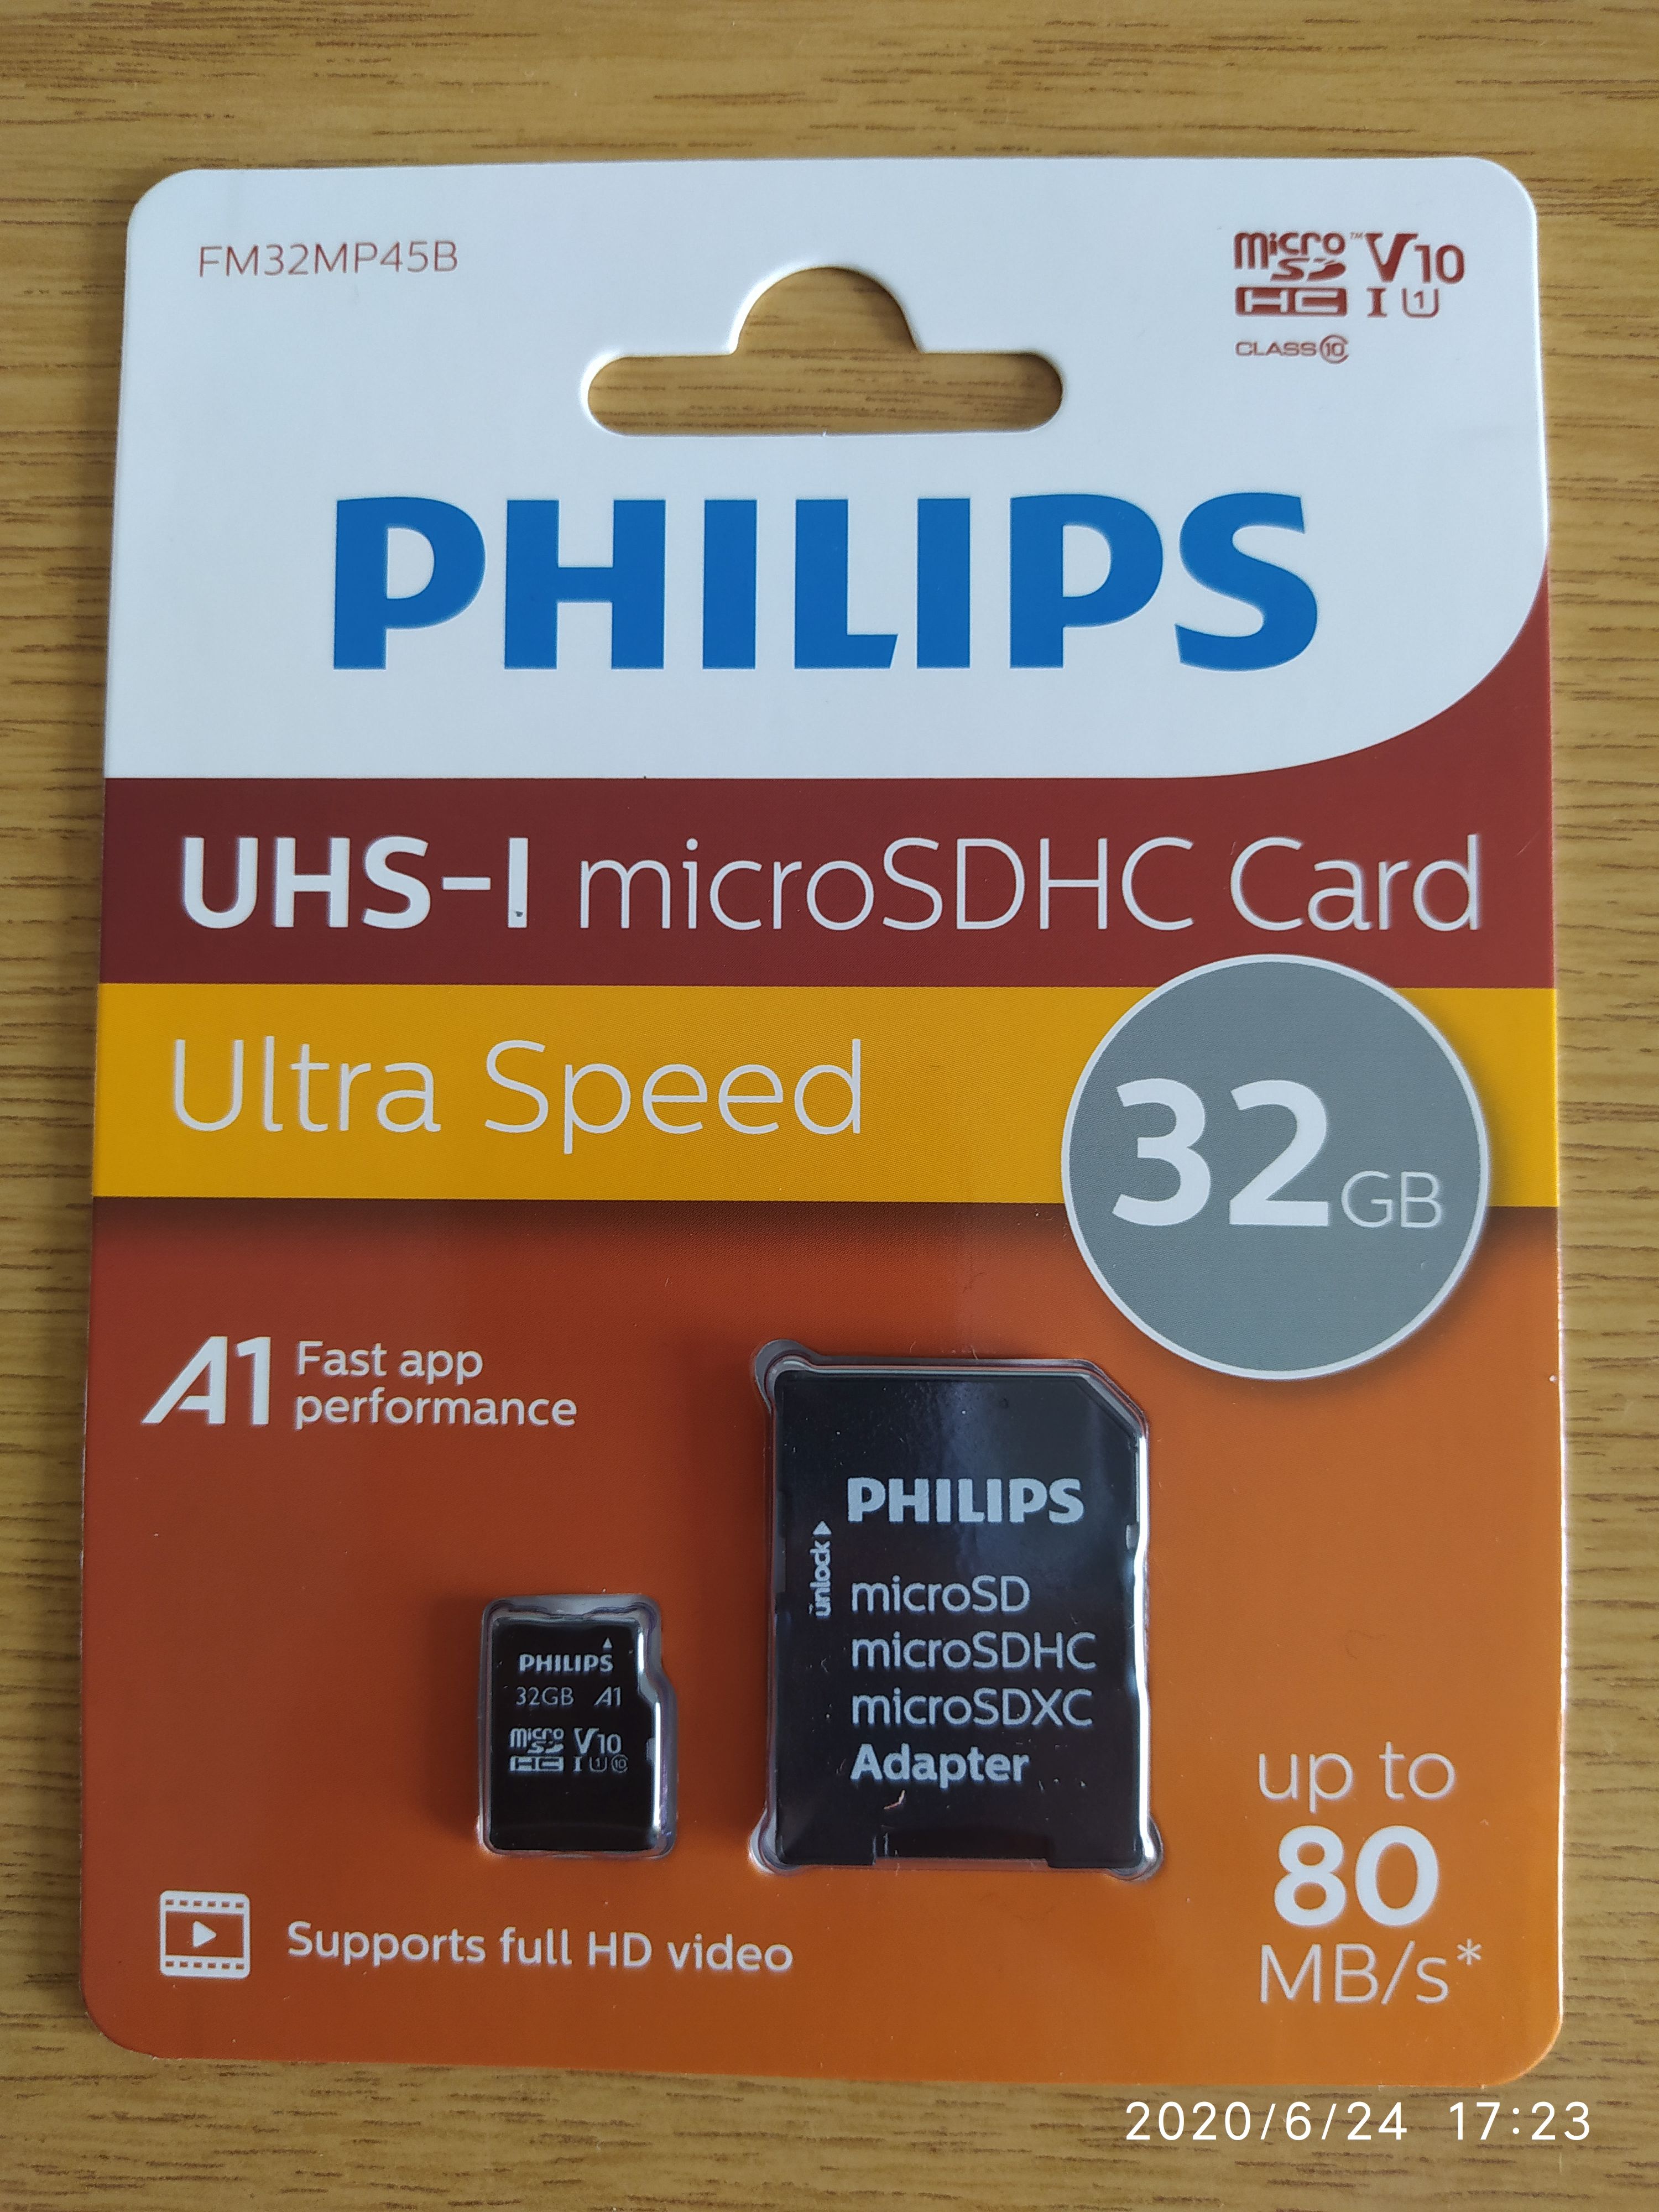 FM32MP45B
micro SD™ V10
HC I U1
CLASS 10
PHILIPS
UHS-I microSDHC Card
Ultra Speed
32GB
A1 Fast app
performance
PHILIPS
unlock
microSD
microSDHC
microSDXC
Adapter
PHILIPS
32GB A1
micro SD V10
HC I U1 10
up to
80
MB/s*
Supports full HD video
2020/6/24 17:23